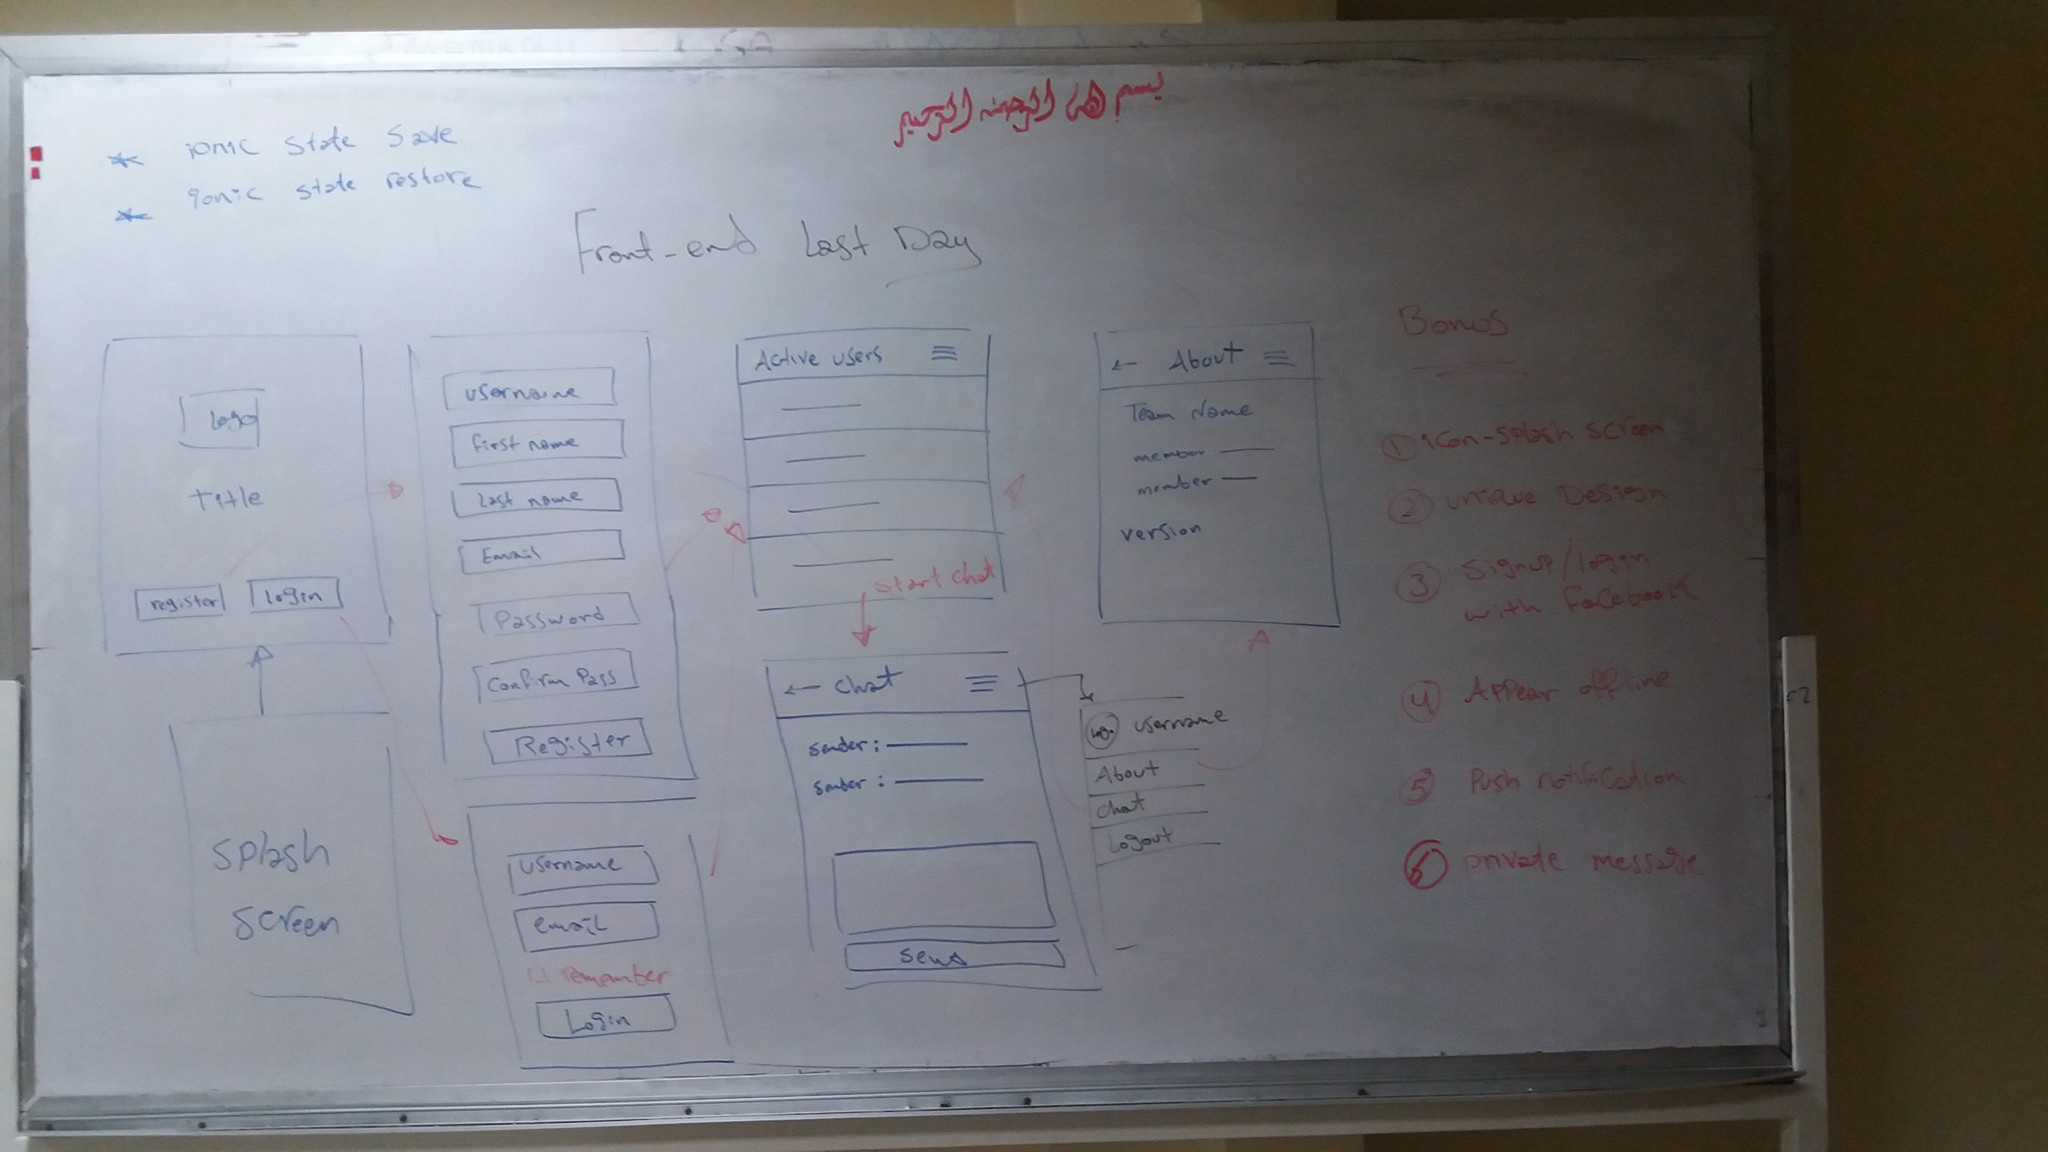 بسم الله الرحمن الرحيم
* ionic state save
* ionic state restore
Front-end Last Day
Logo
Title
register
Login
Splash
screen
username
first name
Last name
Email
Password
Confirm Pass
Register
username
email
remember
Login
Active users
Start chat
← chat
sender :
sender :
send
← About
Team Name
member
member
version
username
About
chat
Logout
Bonus
1 icon-splash screen
2 unique Design
3 Signup/login
with facebook
4 Appear offline
5 Push notification
6 private message